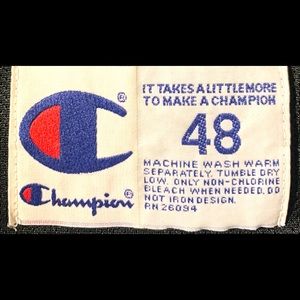 Champion
IT TAKES A LITTLE MORE
TO MAKE A CHAMPION
48
MACHINE WASH WARM
SEPARATELY, TUMBLE DRY
LOW, ONLY NON-CHLORINE
BLEACH WHEN NEEDED, DO
NOT IRON DESIGN.
RN 26094